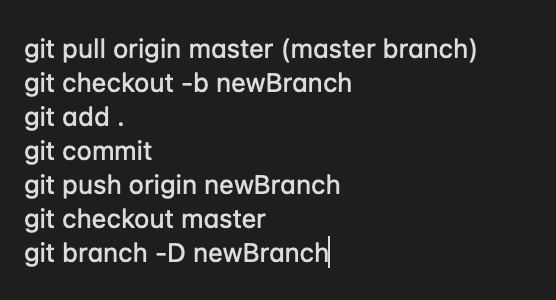 git pull origin master (master branch)
git checkout -b newBranch
git add .
git commit
git push origin newBranch
git checkout master
git branch -D newBranch